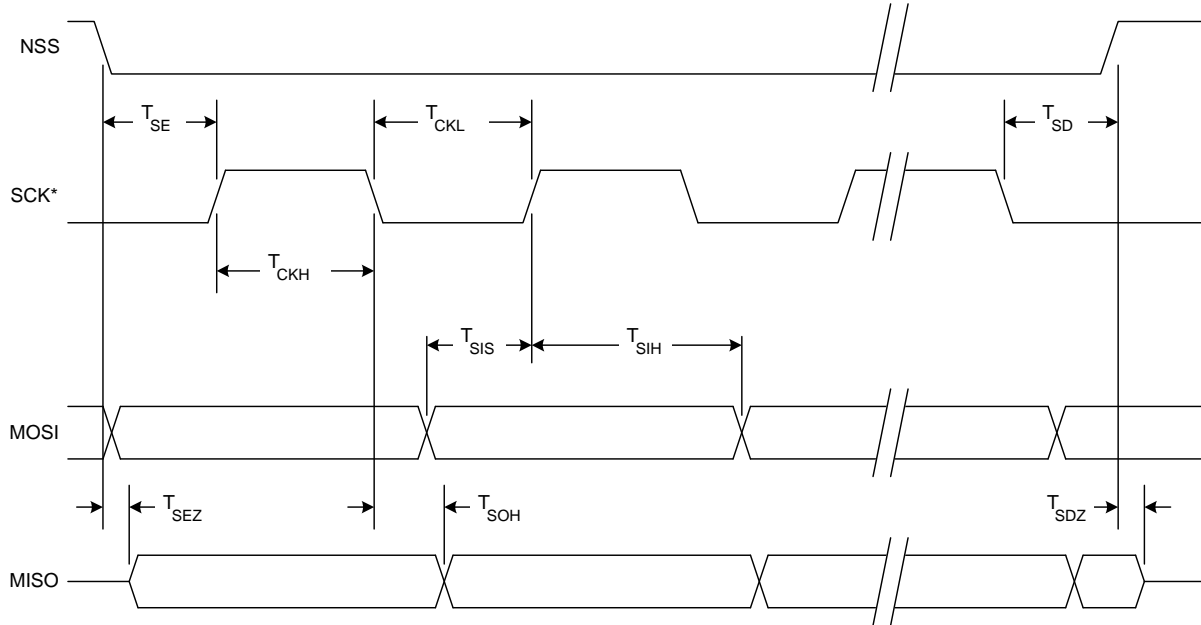 NSS
TSE
TCKL
TSD
SCK*
TCKH
TSIS
TSIH
MOSI
TSEZ
TSOH
TSDZ
MISO